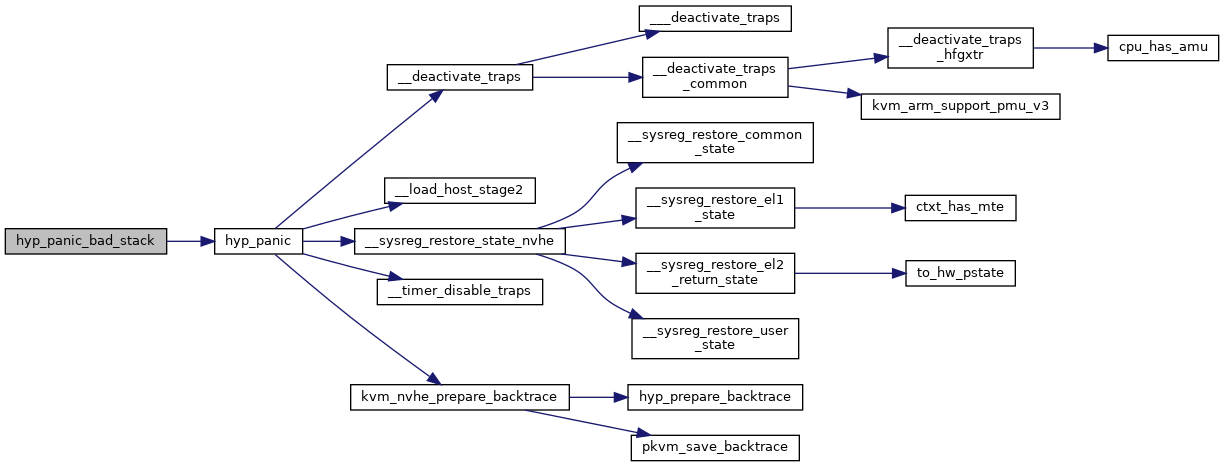 hyp_panic_bad_stack
hyp_panic
__deactivate_traps
__load_host_stage2
__sysreg_restore_state_nvhe
__timer_disable_traps
kvm_nvhe_prepare_backtrace
___deactivate_traps
__deactivate_traps
_common
__sysreg_restore_common
_state
__sysreg_restore_el1
_state
__sysreg_restore_el2
_return_state
__sysreg_restore_user
_state
hyp_prepare_backtrace
pkvm_save_backtrace
__deactivate_traps
_hfgxtr
kvm_arm_support_pmu_v3
ctxt_has_mte
to_hw_pstate
cpu_has_amu